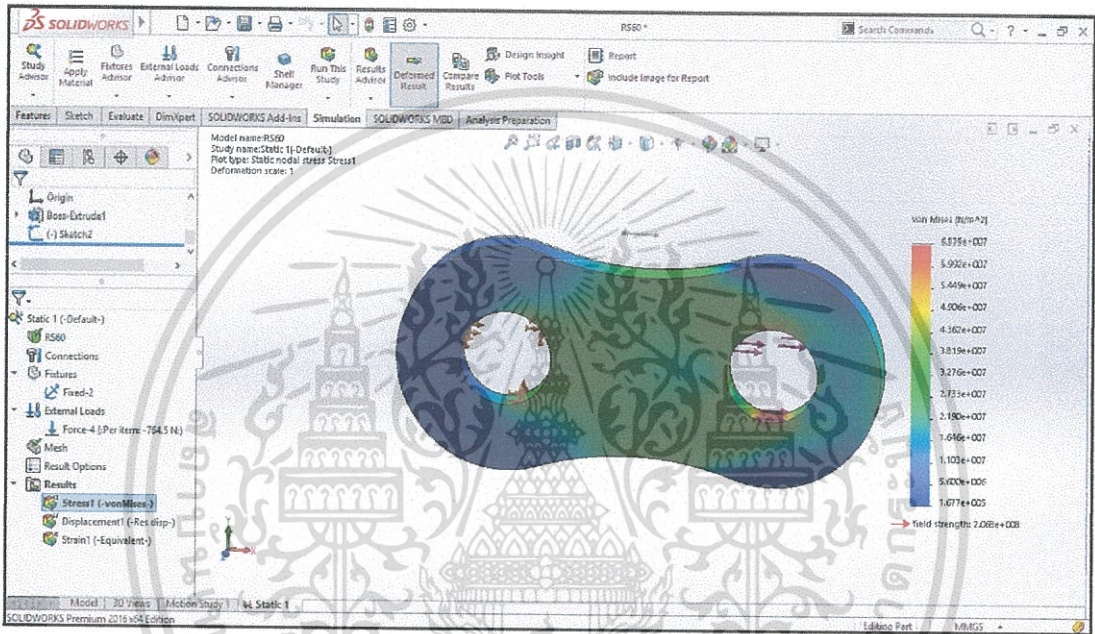 SOLIDWORKS
RS60 *
Search Commands
Study Advisor
Apply Material
Fixtures Advisor
External Loads Advisor
Connections Advisor
Shell Manager
Run This Study
Results Advisor
Deformed Result
Compare Results
Design Insight
Plot Tools
Report
Include Image for Report
Features Sketch Evaluate DimXpert SOLIDWORKS Add-Ins Simulation SOLIDWORKS MBD Analysis Preparation
Model name:RS60
Study name:Static 1(-Default-)
Plot type: Static nodal stress Stress1
Deformation scale: 1
Origin
Boss-Extrude1
(-) Sketch2
Static 1 (-Default-)
RS60
Connections
Fixtures
Fixed-2
External Loads
Force-4 (:Per item: -764.5 N:)
Mesh
Result Options
Results
Stress1 (-vonMises-)
Displacement1 (-Res disp-)
Strain1 (-Equivalent-)
von Mises (N/m^2)
5.992e+007
5.449e+007
4.906e+007
4.362e+007
3.819e+007
3.276e+007
2.733e+007
2.190e+007
1.646e+007
1.103e+007
5.600e+006
1.677e+005
Yield strength: 2.068e+008
Y
X
Model 3D Views Motion Study 1 Static 1
SOLIDWORKS Premium 2016 x64 Edition
Editing Part MMGS